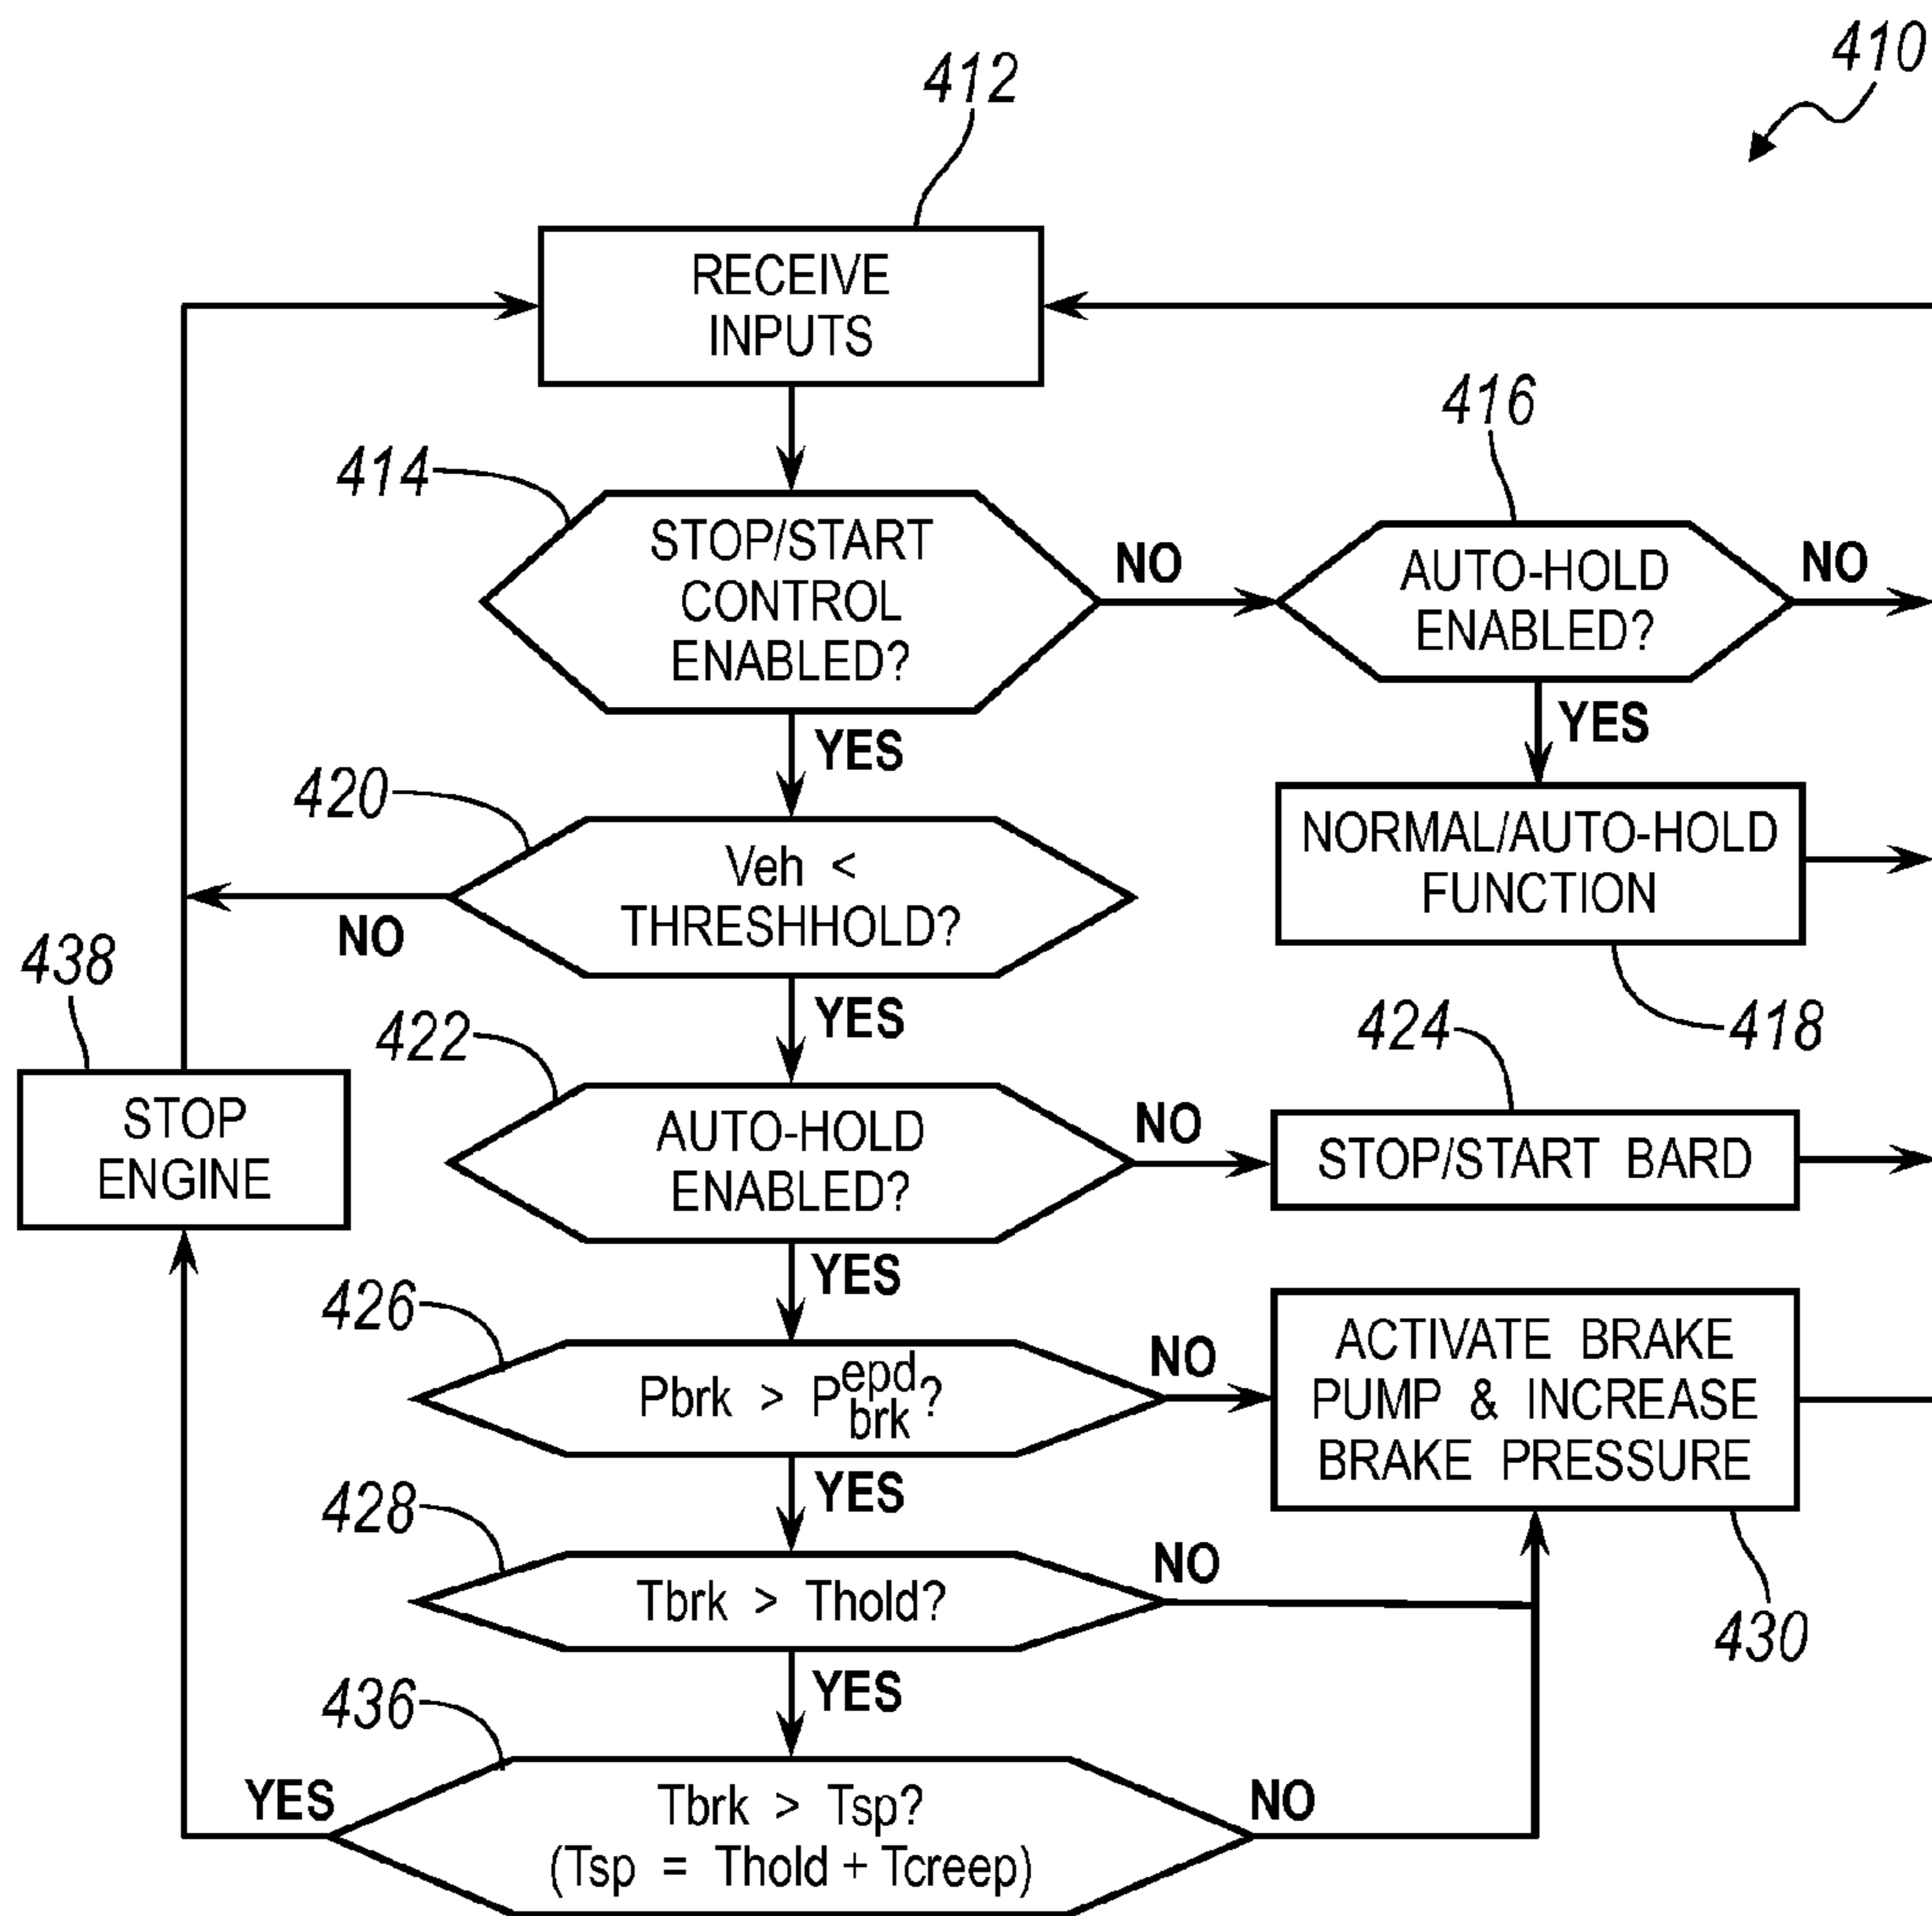 410
412
RECEIVE
INPUTS
414
STOP/START
CONTROL
ENABLED?
NO
416
AUTO-HOLD
ENABLED?
NO
YES
YES
420
Veh <
THRESHHOLD?
NO
NORMAL/AUTO-HOLD
FUNCTION
418
438
STOP
ENGINE
YES
422
AUTO-HOLD
ENABLED?
NO
424
STOP/START BARD
YES
426
Pbrk > P epd brk?
NO
ACTIVATE BRAKE
PUMP & INCREASE
BRAKE PRESSURE
430
YES
428
Tbrk > Thold?
NO
YES
436
Tbrk > Tsp?
(Tsp = Thold + Tcreep)
YES
NO